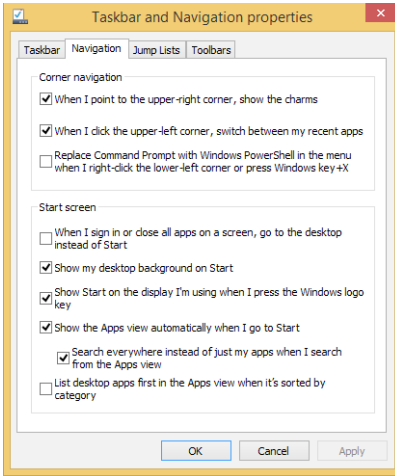 Taskbar and Navigation properties
Taskbar Navigation Jump Lists Toolbars
Corner navigation
When I point to the upper-right corner, show the charms
When I click the upper-left corner, switch between my recent apps
Replace Command Prompt with Windows PowerShell in the menu
when I right-click the lower-left corner or press Windows key+X
Start screen
When I sign in or close all apps on a screen, go to the desktop
instead of Start
Show my desktop background on Start
Show Start on the display I'm using when I press the Windows logo
key
Show the Apps view automatically when I go to Start
Search everywhere instead of just my apps when I search
from the Apps view
List desktop apps first in the Apps view when it's sorted by
category
OK Cancel Apply